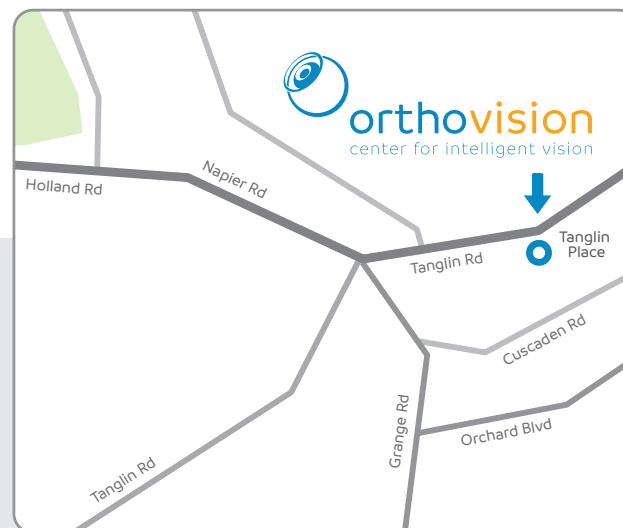 orthovision
center for intelligent vision
Holland Rd
Napier Rd
Tanglin Rd
Tanglin
Place
Cuscaden Rd
Grange Rd
Orchard Blvd
Tanglin Rd